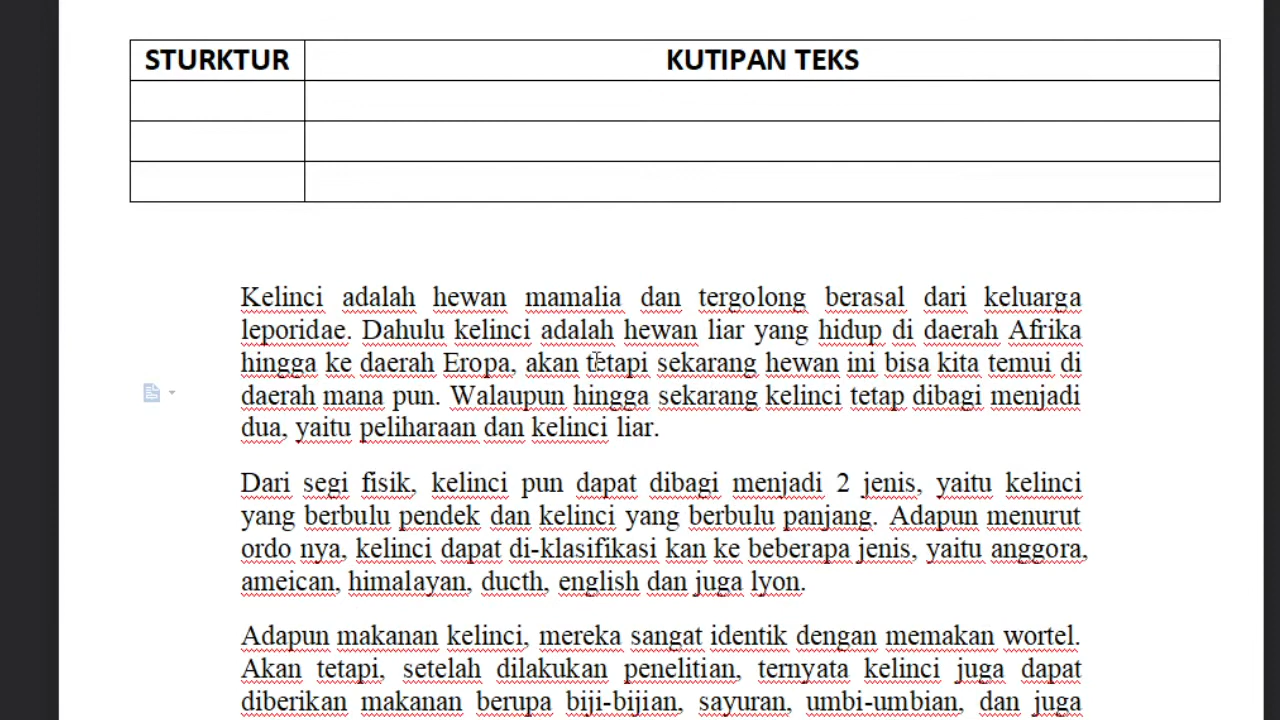 STURKTUR KUTIPAN TEKS
Kelinci adalah hewan mamalia dan tergolong berasal dari keluarga
leporidae. Dahulu kelinci adalah hewan liar yang hidup di daerah Afrika
hingga ke daerah Eropa, akan tetapi sekarang hewan ini bisa kita temui di
daerah mana pun. Walaupun hingga sekarang kelinci tetap dibagi menjadi
dua, yaitu peliharaan dan kelinci liar.
Dari segi fisik, kelinci pun dapat dibagi menjadi 2 jenis, yaitu kelinci
yang berbulu pendek dan kelinci yang berbulu panjang. Adapun menurut
ordo nya, kelinci dapat di-klasifikasi kan ke beberapa jenis, yaitu anggora,
ameican, himalayan, ducth, english dan juga lyon.
Adapun makanan kelinci, mereka sangat identik dengan memakan wortel.
Akan tetapi, setelah dilakukan penelitian, ternyata kelinci juga dapat
diberikan makanan berupa biji-bijian, sayuran, umbi-umbian, dan juga